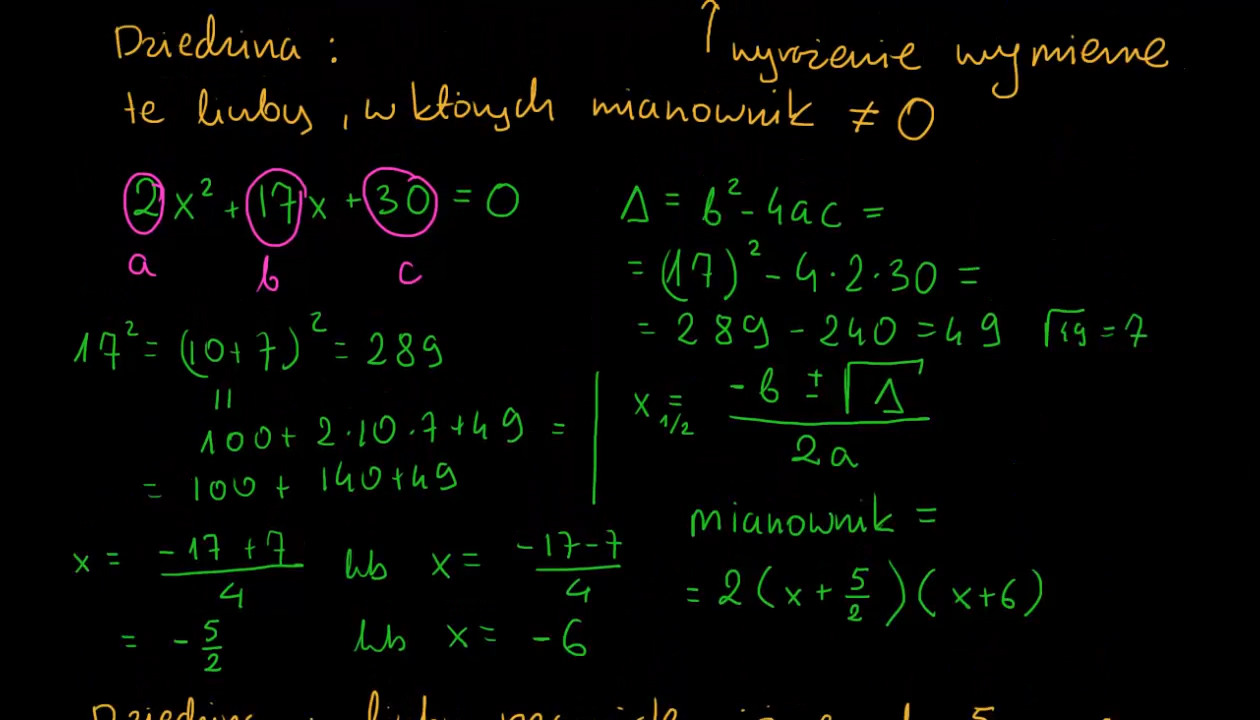 Dziedzina : ↑ wyrażenie wymierne
te liczby , w których mianownik ≠ 0
2x² + 17x + 30 = 0
a b c
17² = (10+7)² = 289
||
100 + 2·10·7+49 =
= 100 + 140+49
Δ = b² - 4ac =
= (17)² - 4·2·30 =
= 289 - 240 = 49 √49 = 7
x₁/₂ = (-b ± √Δ) / 2a
x = (-17 + 7) / 4 lub x = (-17-7) / 4
= - 5/2 lub x = -6
mianownik =
= 2(x + 5/2)(x+6)
Dziedzina